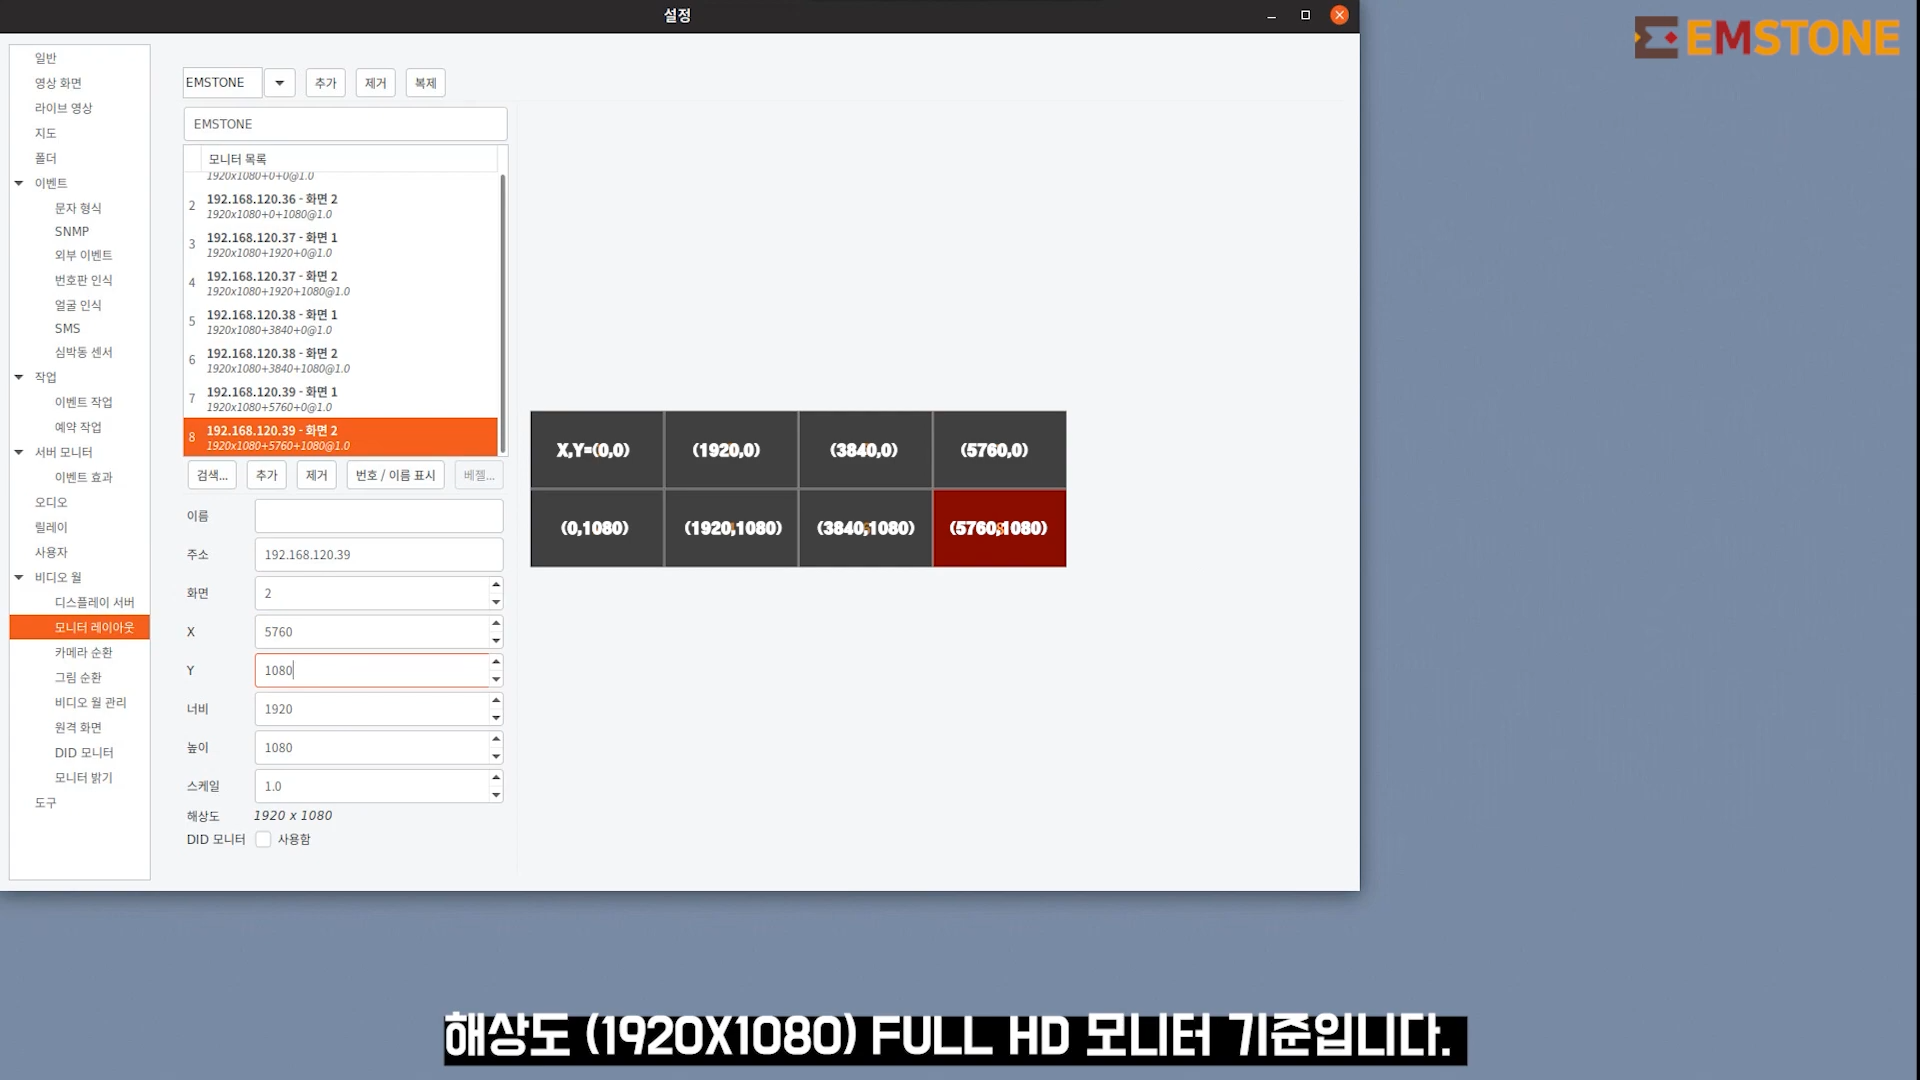 설정
EMSTONE
일반
영상 화면
라이브 영상
지도
폴더
이벤트
문자 형식
SNMP
외부 이벤트
번호판 인식
얼굴 인식
SMS
심박동 센서
작업
이벤트 작업
예약 작업
서버 모니터
이벤트 효과
오디오
릴레이
사용자
비디오 월
디스플레이 서버
모니터 레이아웃
카메라 순환
그림 순환
비디오 월 관리
원격 화면
DID 모니터
모니터 밝기
도구
EMSTONE 추가 제거 복제
EMSTONE
모니터 목록
1920x1080+0+0@1.0
2 192.168.120.36 - 화면 2
1920x1080+0+1080@1.0
3 192.168.120.37 - 화면 1
1920x1080+1920+0@1.0
4 192.168.120.37 - 화면 2
1920x1080+1920+1080@1.0
5 192.168.120.38 - 화면 1
1920x1080+3840+0@1.0
6 192.168.120.38 - 화면 2
1920x1080+3840+1080@1.0
7 192.168.120.39 - 화면 1
1920x1080+5760+0@1.0
8 192.168.120.39 - 화면 2
1920x1080+5760+1080@1.0
검색... 추가 제거 번호 / 이름 표시 베젤...
이름
주소 192.168.120.39
화면 2
X 5760
Y 1080
너비 1920
높이 1080
스케일 1.0
해상도 1920 x 1080
DID 모니터 사용함
X,Y=(0,0) (1920,0) (3840,0) (5760,0)
(0,1080) (1920,1080) (3840,1080) (5760,1080)
해상도 (1920X1080) FULL HD 모니터 기준입니다.